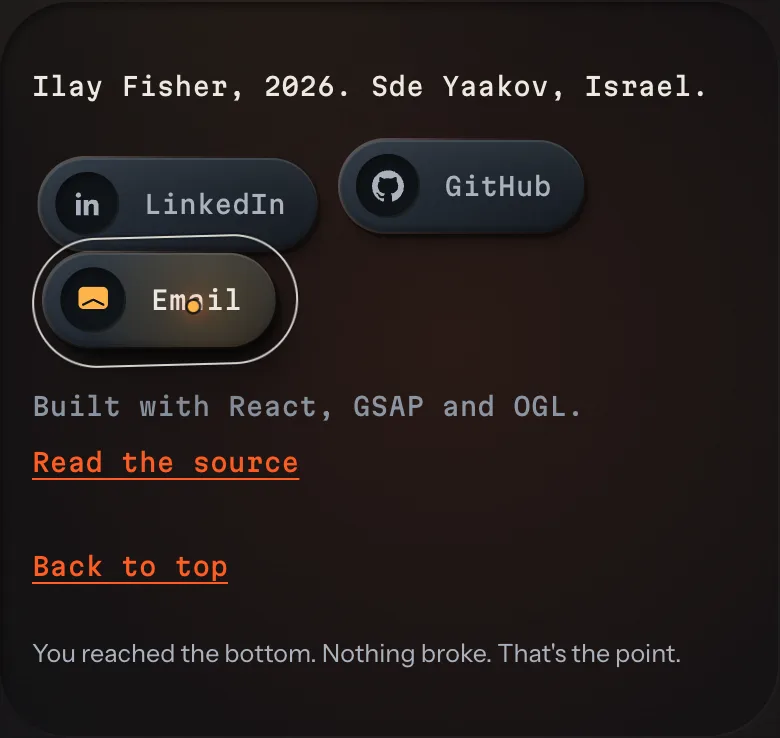 Ilay Fisher, 2026. Sde Yaakov, Israel.
in LinkedIn
GitHub
Email
Built with React, GSAP and OGL.
Read the source
Back to top
You reached the bottom. Nothing broke. That's the point.